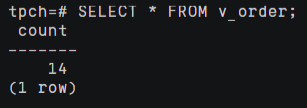 tpch=# SELECT * FROM v_order;
 count
-------
    14
(1 row)